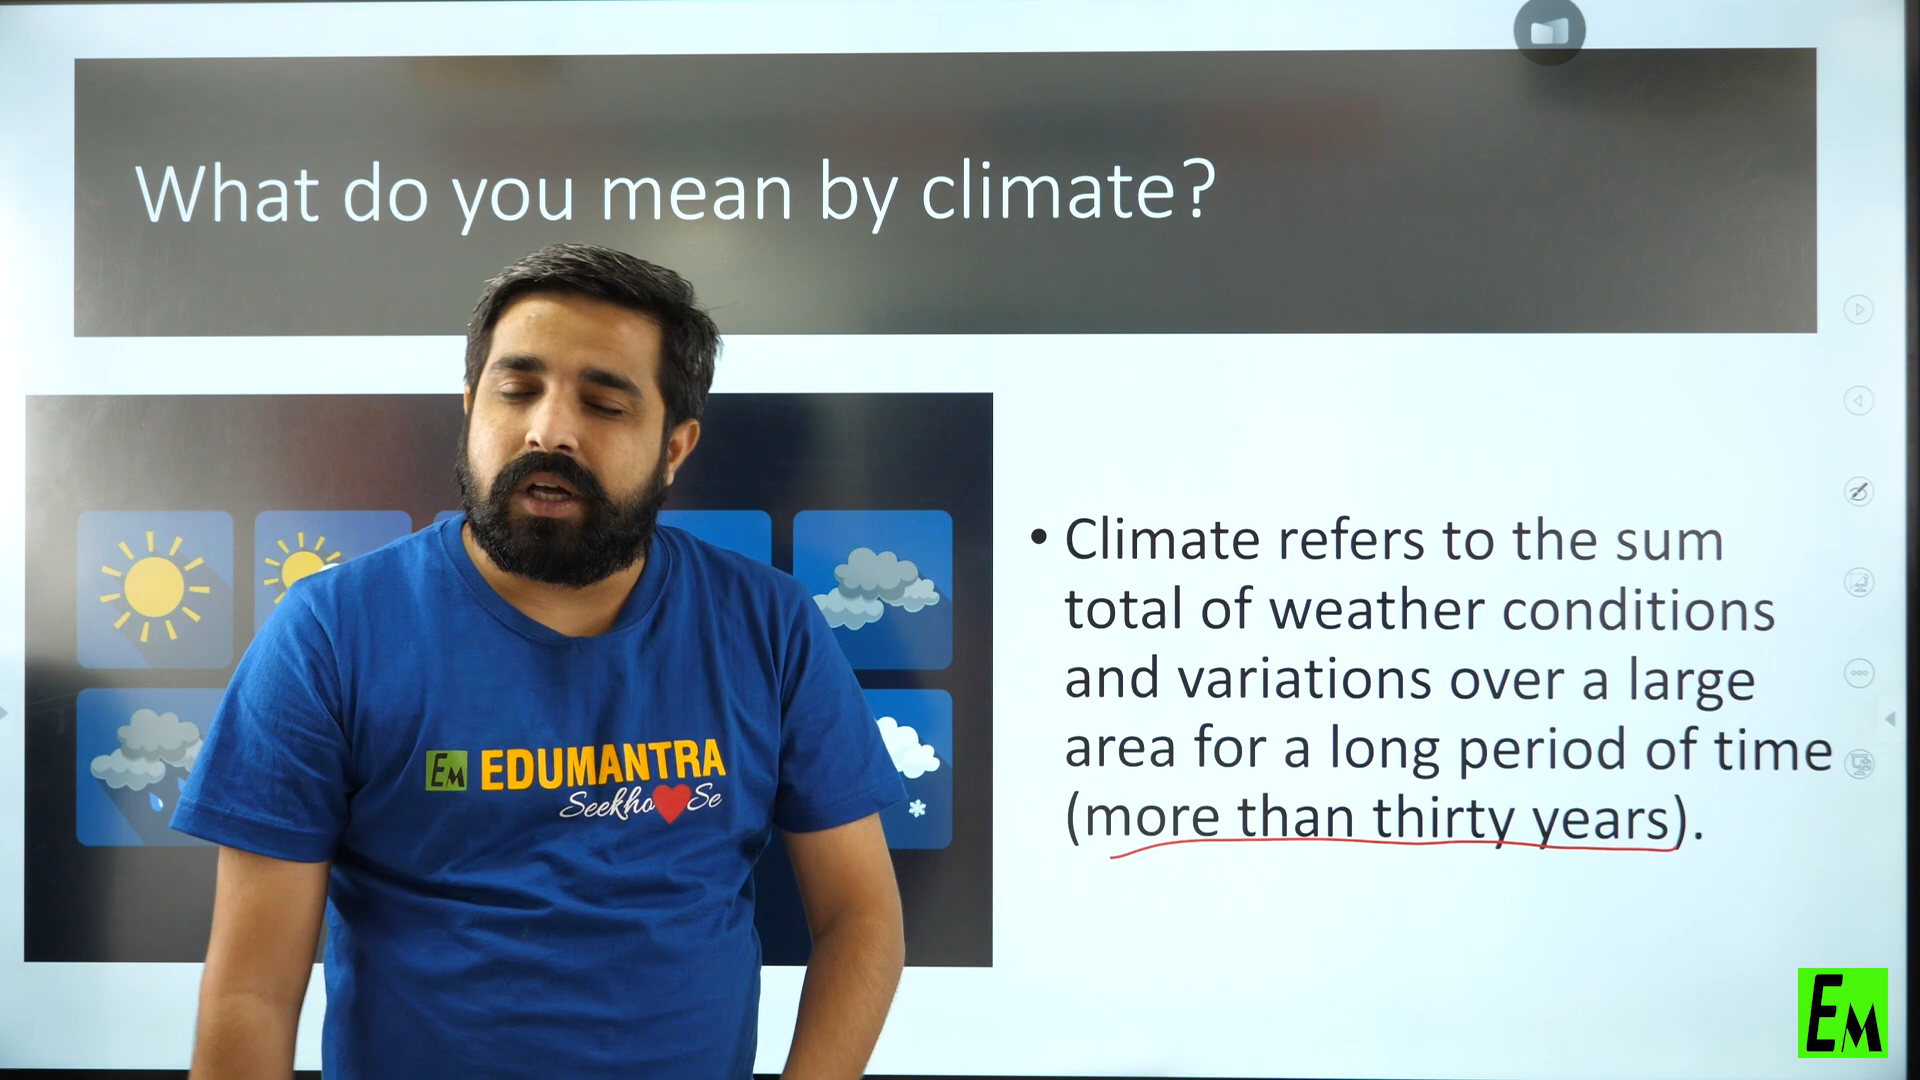 What do you mean by climate?
• Climate refers to the sum
total of weather conditions
and variations over a large
area for a long period of time
(more than thirty years).
EM EDUMANTRA
Seekho ❤ Se
EM